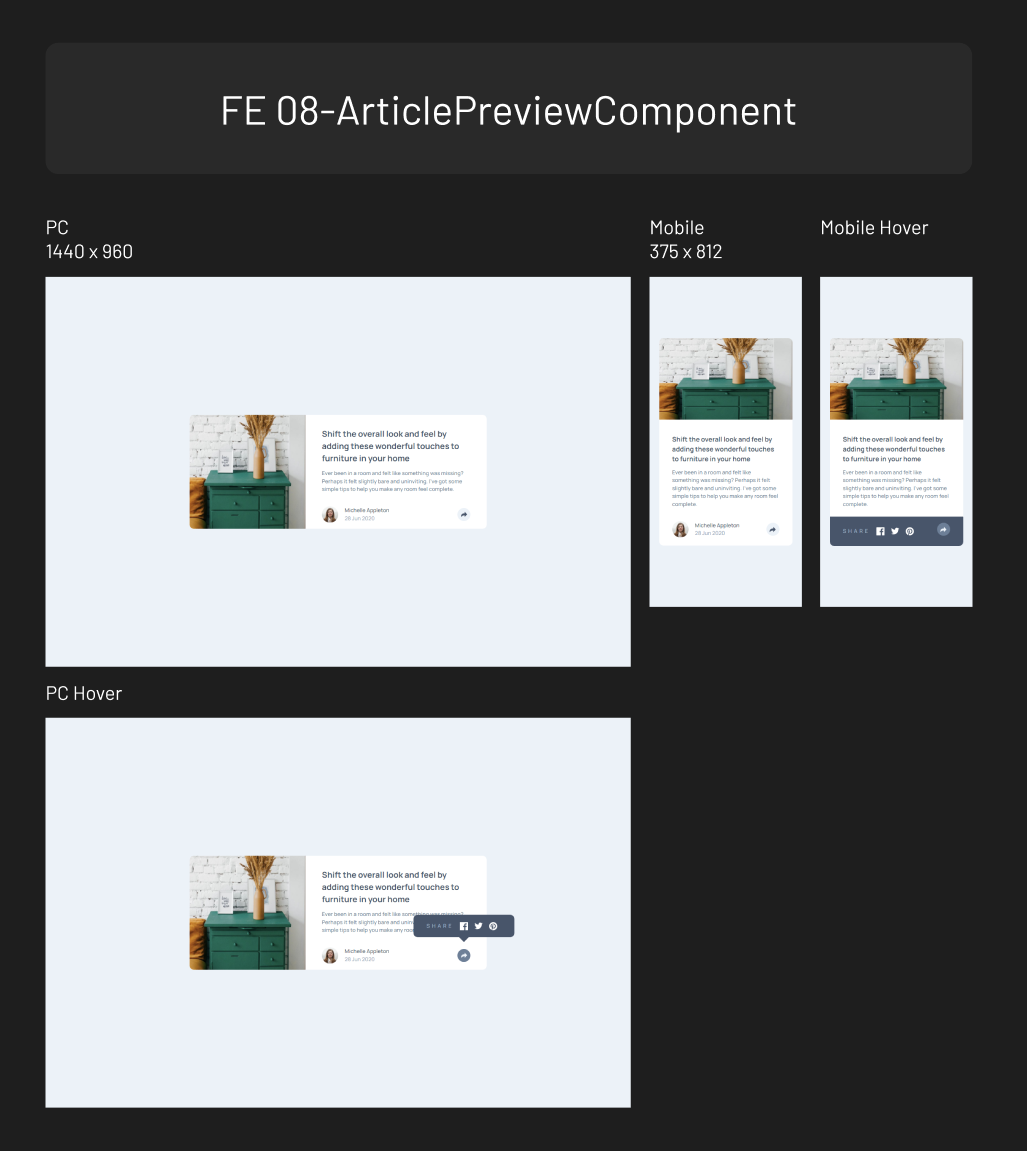 FE 08-ArticlePreviewComponent
PC
1440 x 960
Shift the overall look and feel by
adding these wonderful touches to
furniture in your home
Ever been in a room and felt like something was missing?
Perhaps it felt slightly bare and uninviting. I've got some
simple tips to help you make any room feel complete.
Michelle Appleton
28 Jun 2020
Mobile
375 x 812
Shift the overall look and feel by
adding these wonderful touches
to furniture in your home
Ever been in a room and felt like
something was missing? Perhaps it felt
slightly bare and uninviting. I've got some
simple tips to help you make any room feel
complete.
Michelle Appleton
28 Jun 2020
Mobile Hover
Shift the overall look and feel by
adding these wonderful touches
to furniture in your home
Ever been in a room and felt like
something was missing? Perhaps it felt
slightly bare and uninviting. I've got some
simple tips to help you make any room feel
complete.
SHARE
PC Hover
Shift the overall look and feel by
adding these wonderful touches to
furniture in your home
Ever been in a room and felt like something was missing?
Perhaps it felt slightly bare and
simple tips to help you make any
SHARE
Michelle Appleton
28 Jun 2020